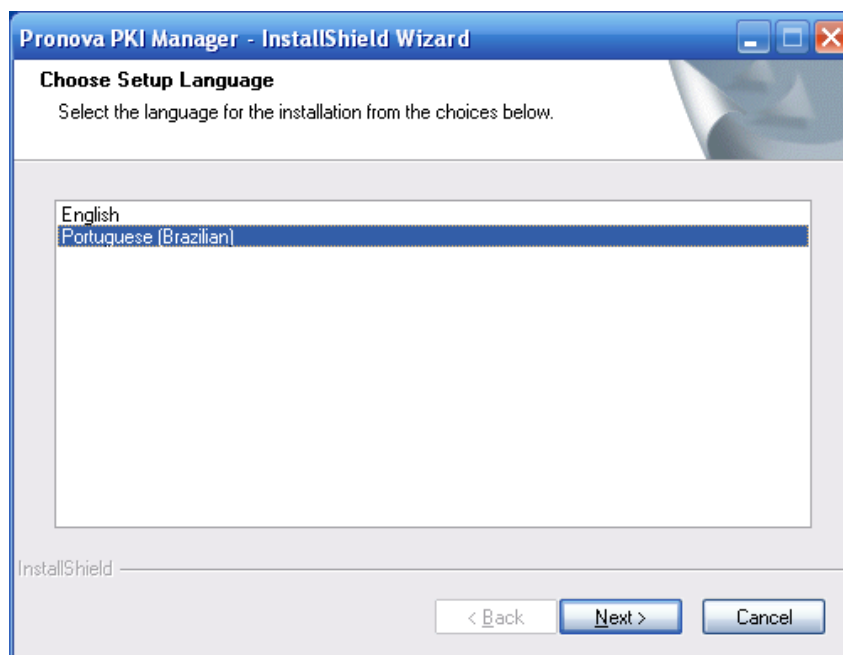 Pronova PKI Manager - InstallShield Wizard
Choose Setup Language
Select the language for the installation from the choices below.
English
Portuguese (Brazilian)
InstallShield
< Back
Next >
Cancel